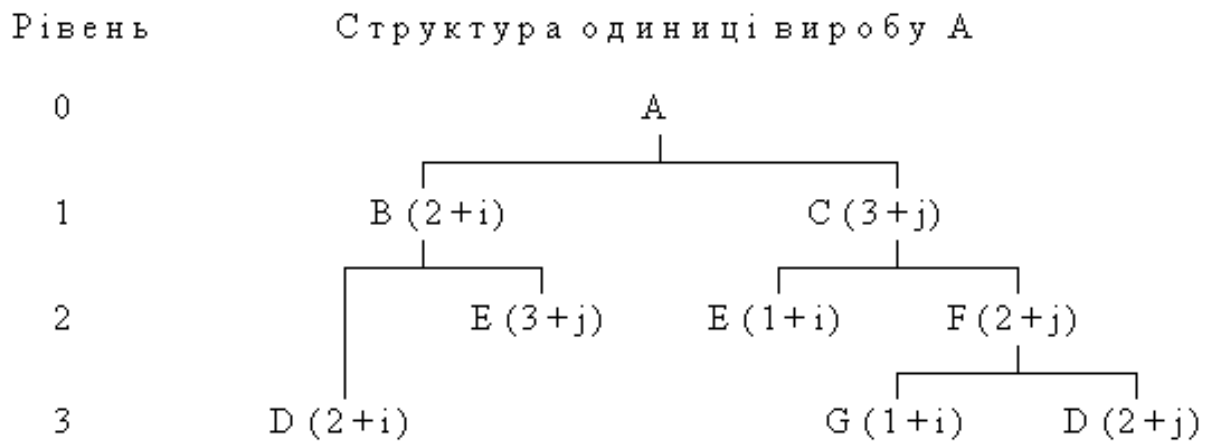 Рівень Структура одиниці виробу А
0 А
1 B (2+i) C (3+j)
2 E (3+j) E (1+i) F (2+j)
3 D (2+i) G (1+i) D (2+j)